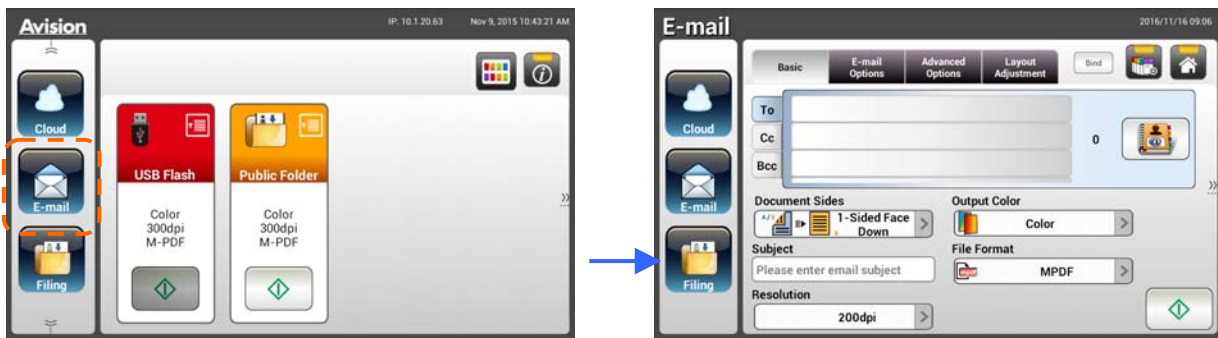 Avision
IP: 10.1.20.63
Nov 9, 2015 10:43:21 AM
Cloud
E-mail
Filing
USB Flash
Color
300dpi
M-PDF
Public Folder
Color
300dpi
M-PDF
E-mail
2016/11/16 09:06
Cloud
E-mail
Filing
Basic
E-mail
Options
Advanced
Options
Layout
Adjustment
Bind
To
Cc
Bcc
0
Document Sides
1-Sided Face
Down
Output Color
Color
Subject
Please enter email subject
File Format
MPDF
Resolution
200dpi